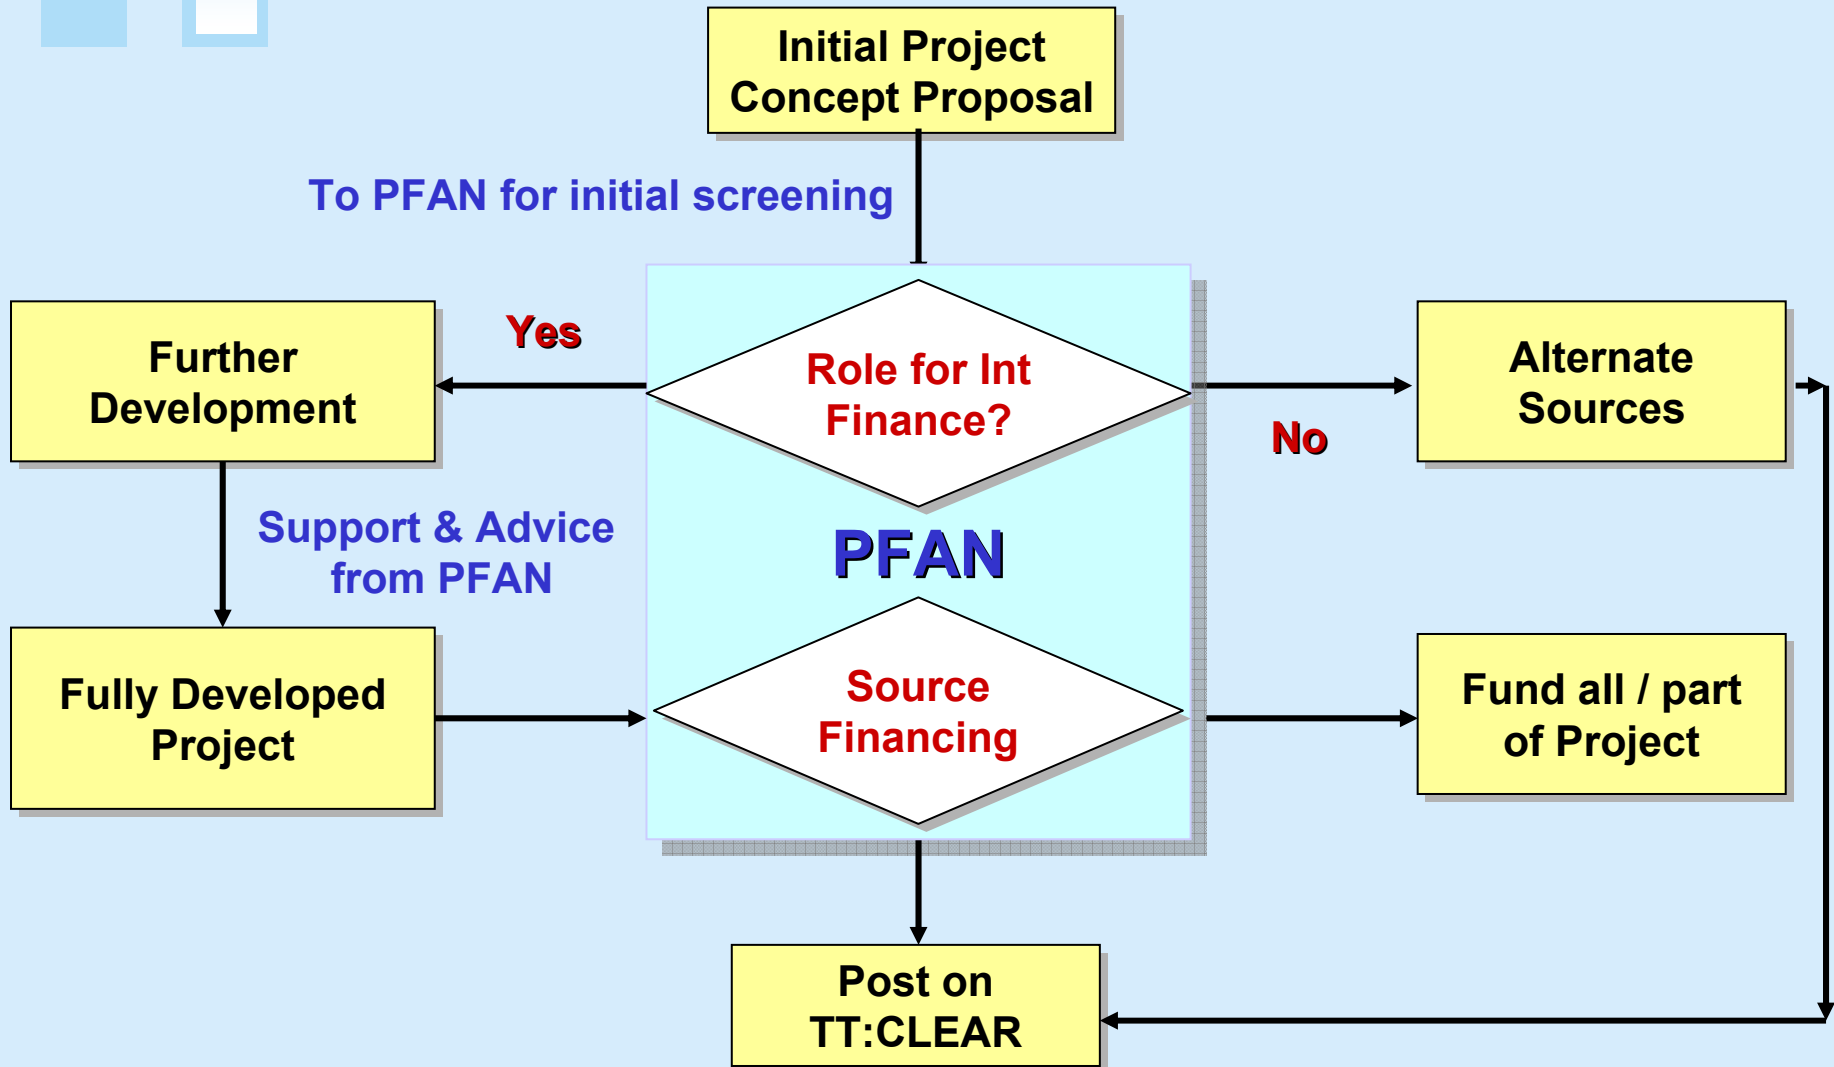 Initial Project
Concept Proposal
To PFAN for initial screening
Further
Development
Yes
Role for Int
Finance?
No
Alternate
Sources
Support & Advice
from PFAN
PFAN
Fully Developed
Project
Source
Financing
Fund all / part
of Project
Post on
TT:CLEAR